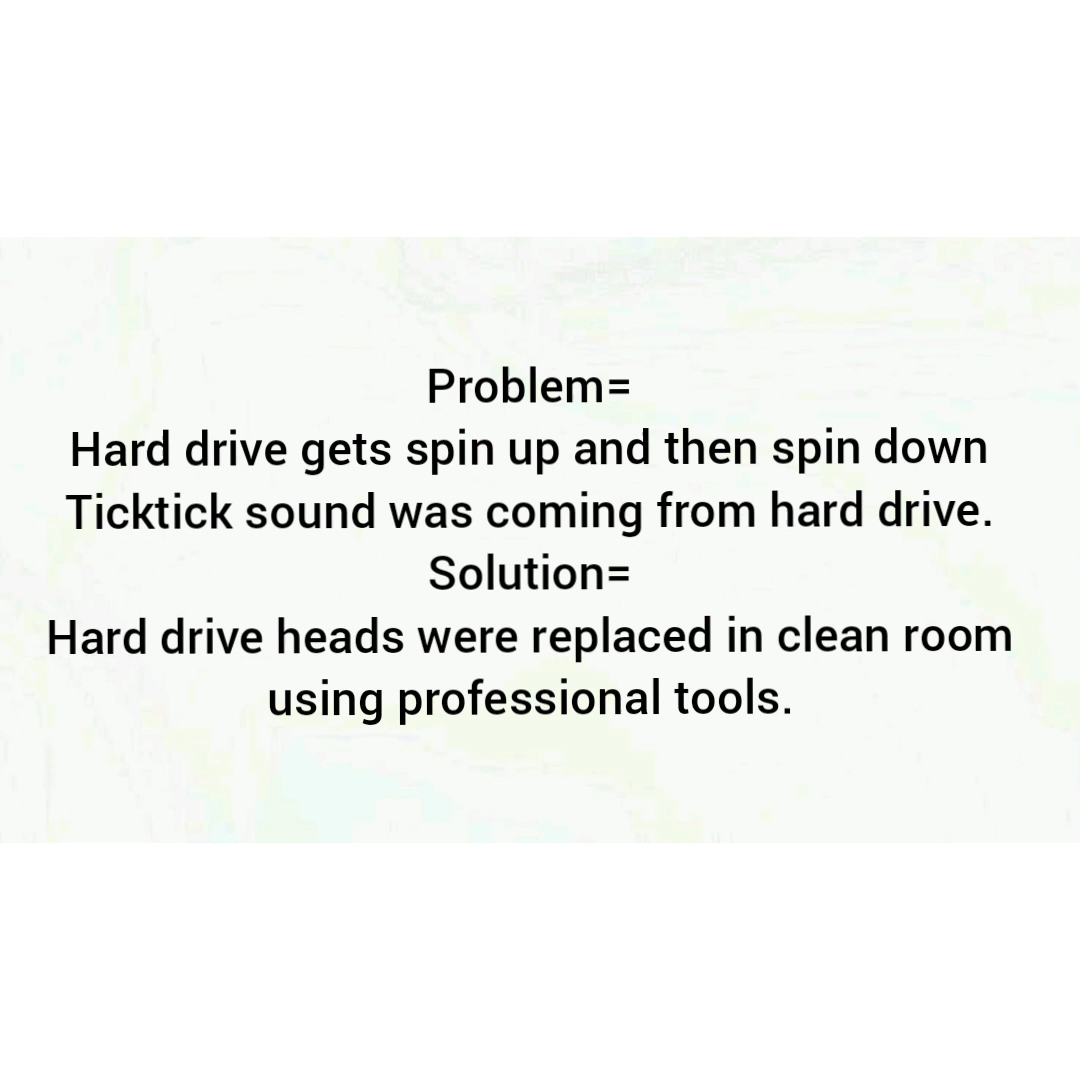 Problem=
Hard drive gets spin up and then spin down
Ticktick sound was coming from hard drive.
Solution=
Hard drive heads were replaced in clean room
using professional tools.